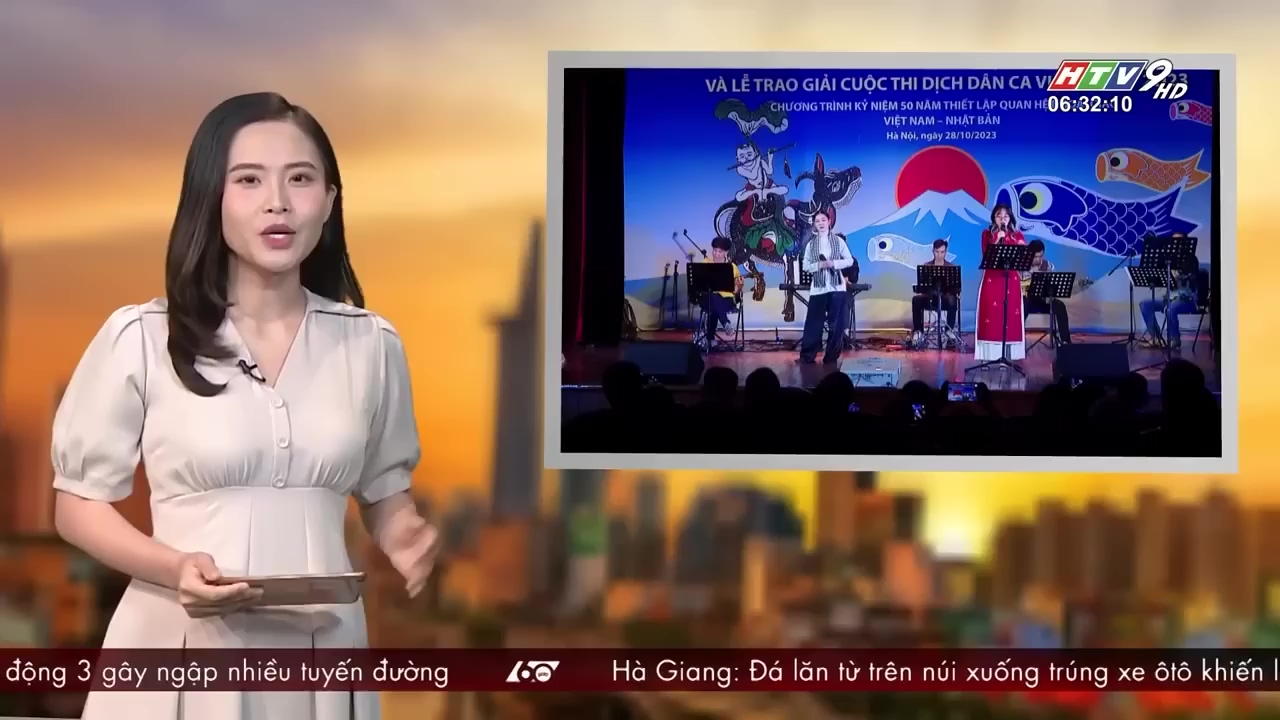 VÀ LỄ TRAO GIẢI CUỘC THI DỊCH DÂN CA
CHƯƠNG TRÌNH KỶ NIỆM 50 NĂM THIẾT LẬP QUAN HỆ
VIỆT NAM – NHẬT BẢN
Hà Nội, ngày 28/10/2023
HTV9 HD
06:32:10
động 3 gây ngập nhiều tuyến đường
60 giây
Hà Giang: Đá lăn từ trên núi xuống trúng xe ôtô khiến